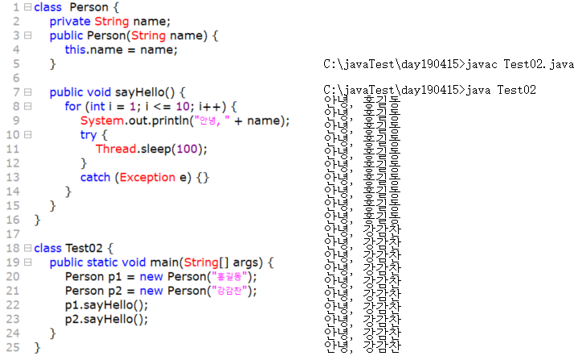 1 class Person {
2 private String name;
3 public Person(String name) {
4 this.name = name;
5 }
6
7 public void sayHello() {
8 for (int i = 1; i <= 10; i++) {
9 System.out.println("안녕, " + name);
10 try {
11 Thread.sleep(100);
12 }
13 catch (Exception e) {}
14 }
15 }
16 }
17
18 class Test02 {
19 public static void main(String[] args) {
20 Person p1 = new Person("홍길동");
21 Person p2 = new Person("강감찬");
22 p1.sayHello();
23 p2.sayHello();
24 }
25 }
C:\javaTest\day190415>javac Test02.java
C:\javaTest\day190415>java Test02
안녕, 홍길동
안녕, 홍길동
안녕, 홍길동
안녕, 홍길동
안녕, 홍길동
안녕, 홍길동
안녕, 홍길동
안녕, 홍길동
안녕, 홍길동
안녕, 홍길동
안녕, 강감찬
안녕, 강감찬
안녕, 강감찬
안녕, 강감찬
안녕, 강감찬
안녕, 강감찬
안녕, 강감찬
안녕, 강감찬
안녕, 강감찬
안녕, 강감찬